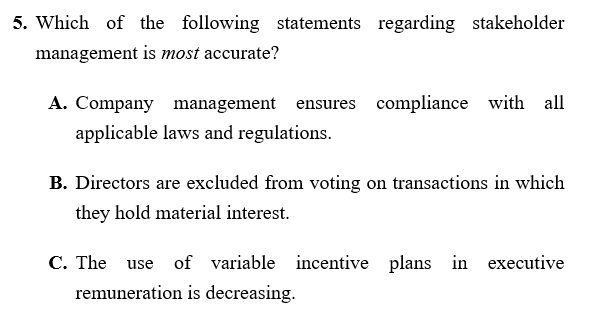 5. Which of the following statements regarding stakeholder
management is most accurate?
A. Company management ensures compliance with all
applicable laws and regulations.
B. Directors are excluded from voting on transactions in which
they hold material interest.
C. The use of variable incentive plans in executive
remuneration is decreasing.